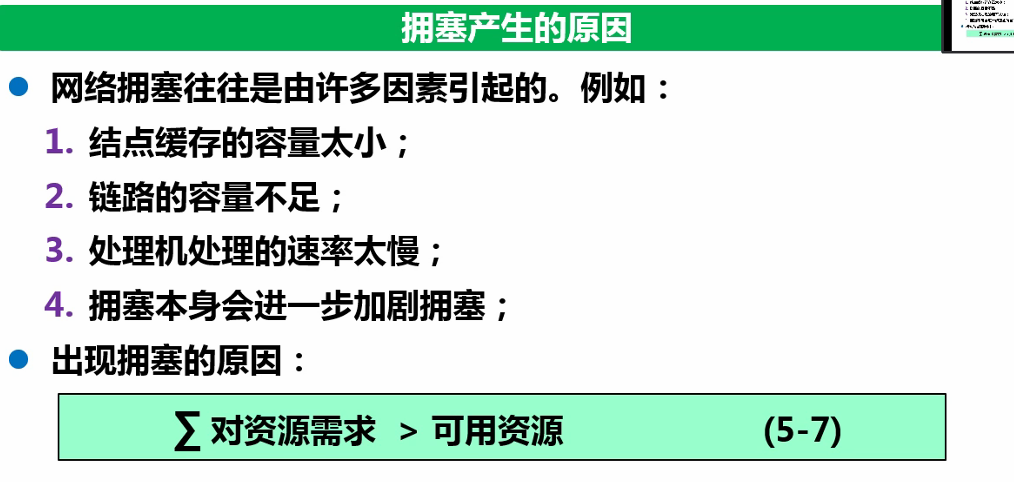 拥塞产生的原因
网络拥塞往往是由许多因素引起的。例如：
1. 结点缓存的容量太小；
2. 链路的容量不足；
3. 处理机处理的速率太慢；
4. 拥塞本身会进一步加剧拥塞；
出现拥塞的原因：
∑ 对资源需求 > 可用资源 (5-7)